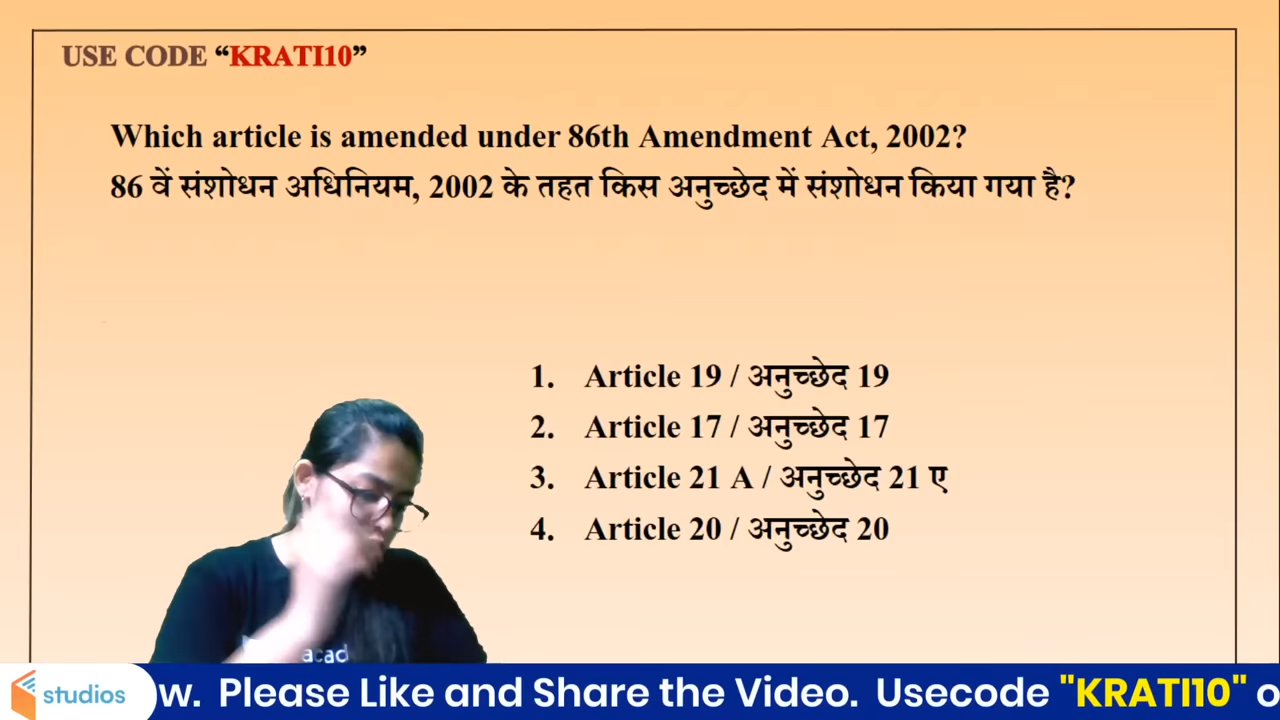 USE CODE “KRATI10”
Which article is amended under 86th Amendment Act, 2002?
86 वें संशोधन अधिनियम, 2002 के तहत किस अनुच्छेद में संशोधन किया गया है?
1. Article 19 / अनुच्छेद 19
2. Article 17 / अनुच्छेद 17
3. Article 21 A / अनुच्छेद 21 ए
4. Article 20 / अनुच्छेद 20
acad
studios
w. Please Like and Share the Video. Usecode "KRATI10" o